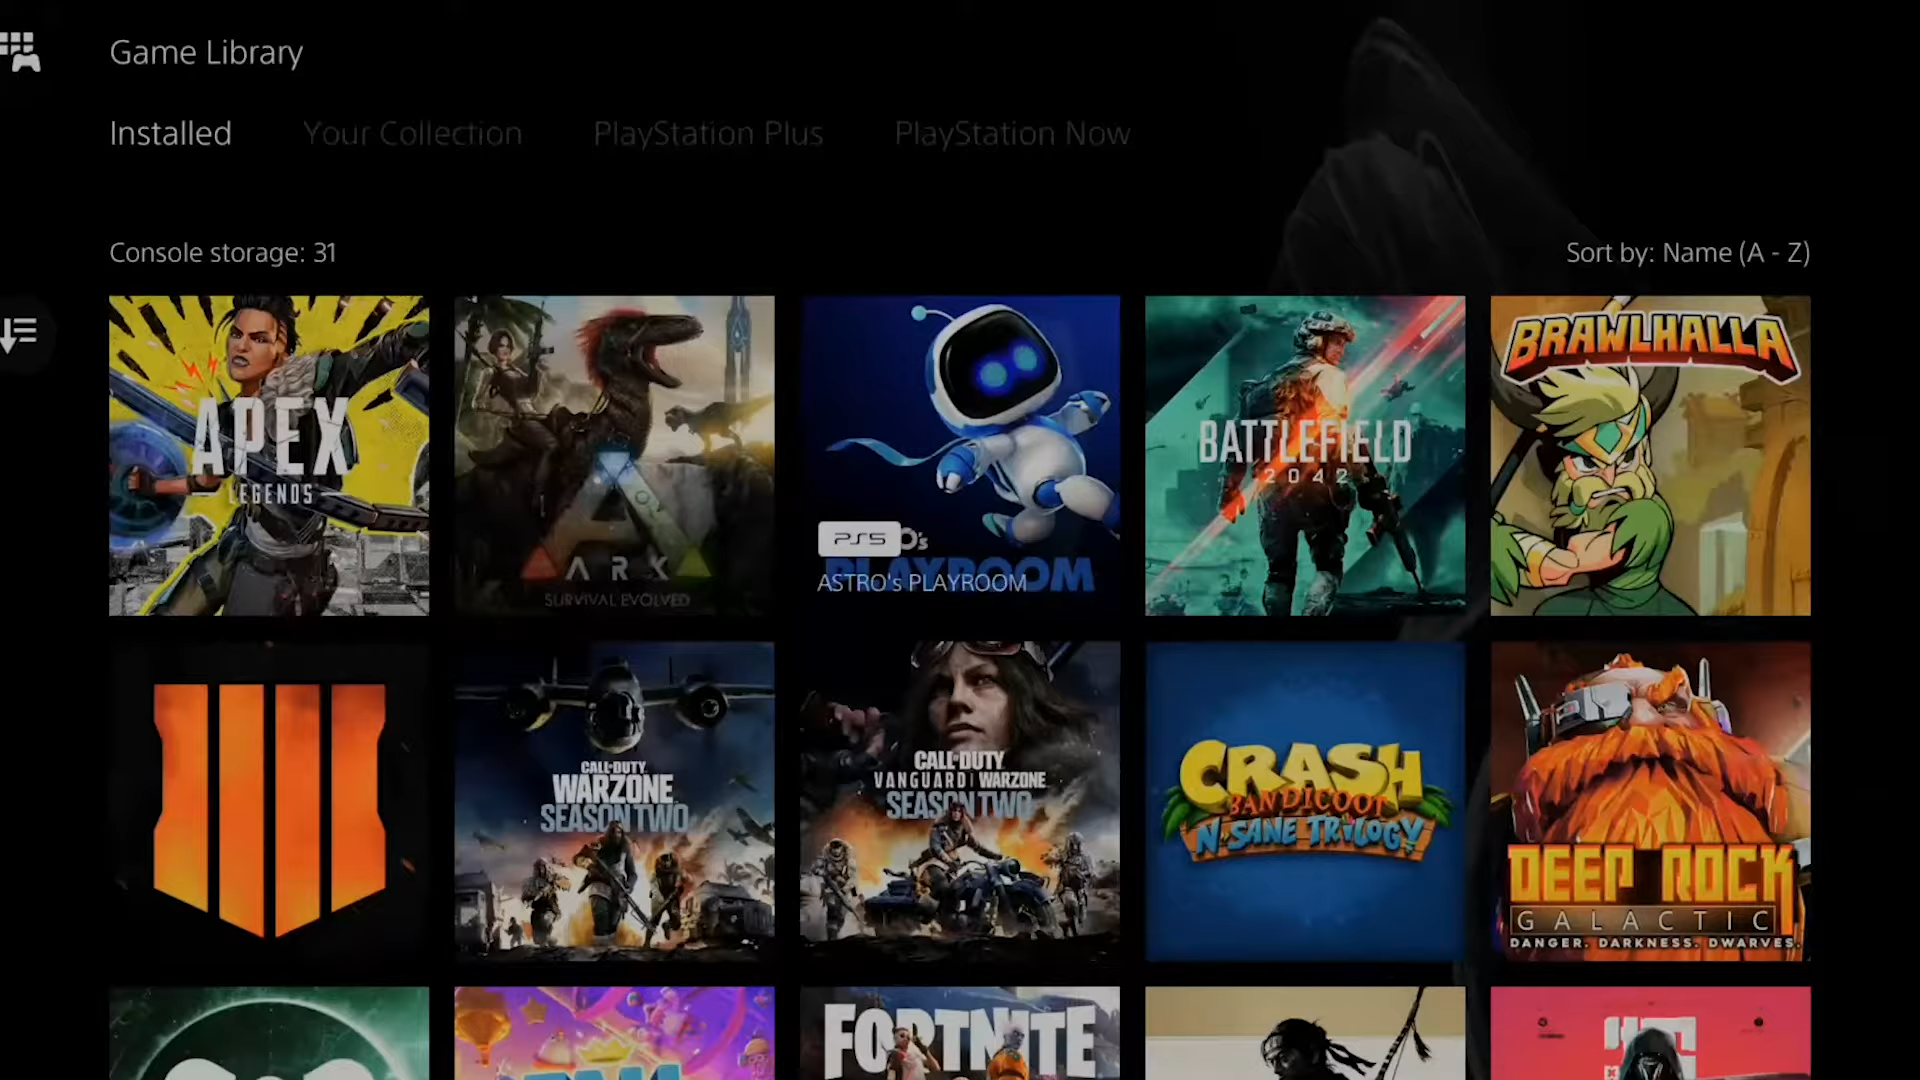 Game Library
Installed
Your Collection
PlayStation Plus
PlayStation Now
Console storage: 31
Sort by: Name (A - Z)
APEX
LEGENDS
ARK
SURVIVAL EVOLVED
PS5
O's
PLAYROOM
ASTRO's PLAYROOM
BATTLEFIELD
2042
BRAWLHALLA
CALL OF DUTY
WARZONE
SEASON TWO
CALL OF DUTY
VANGUARD | WARZONE
SEASON TWO
CRASH
BANDICOOT
N. SANE TRILOGY
DEEP ROCK
GALACTIC
DANGER. DARKNESS. DWARVES.
FORTNITE